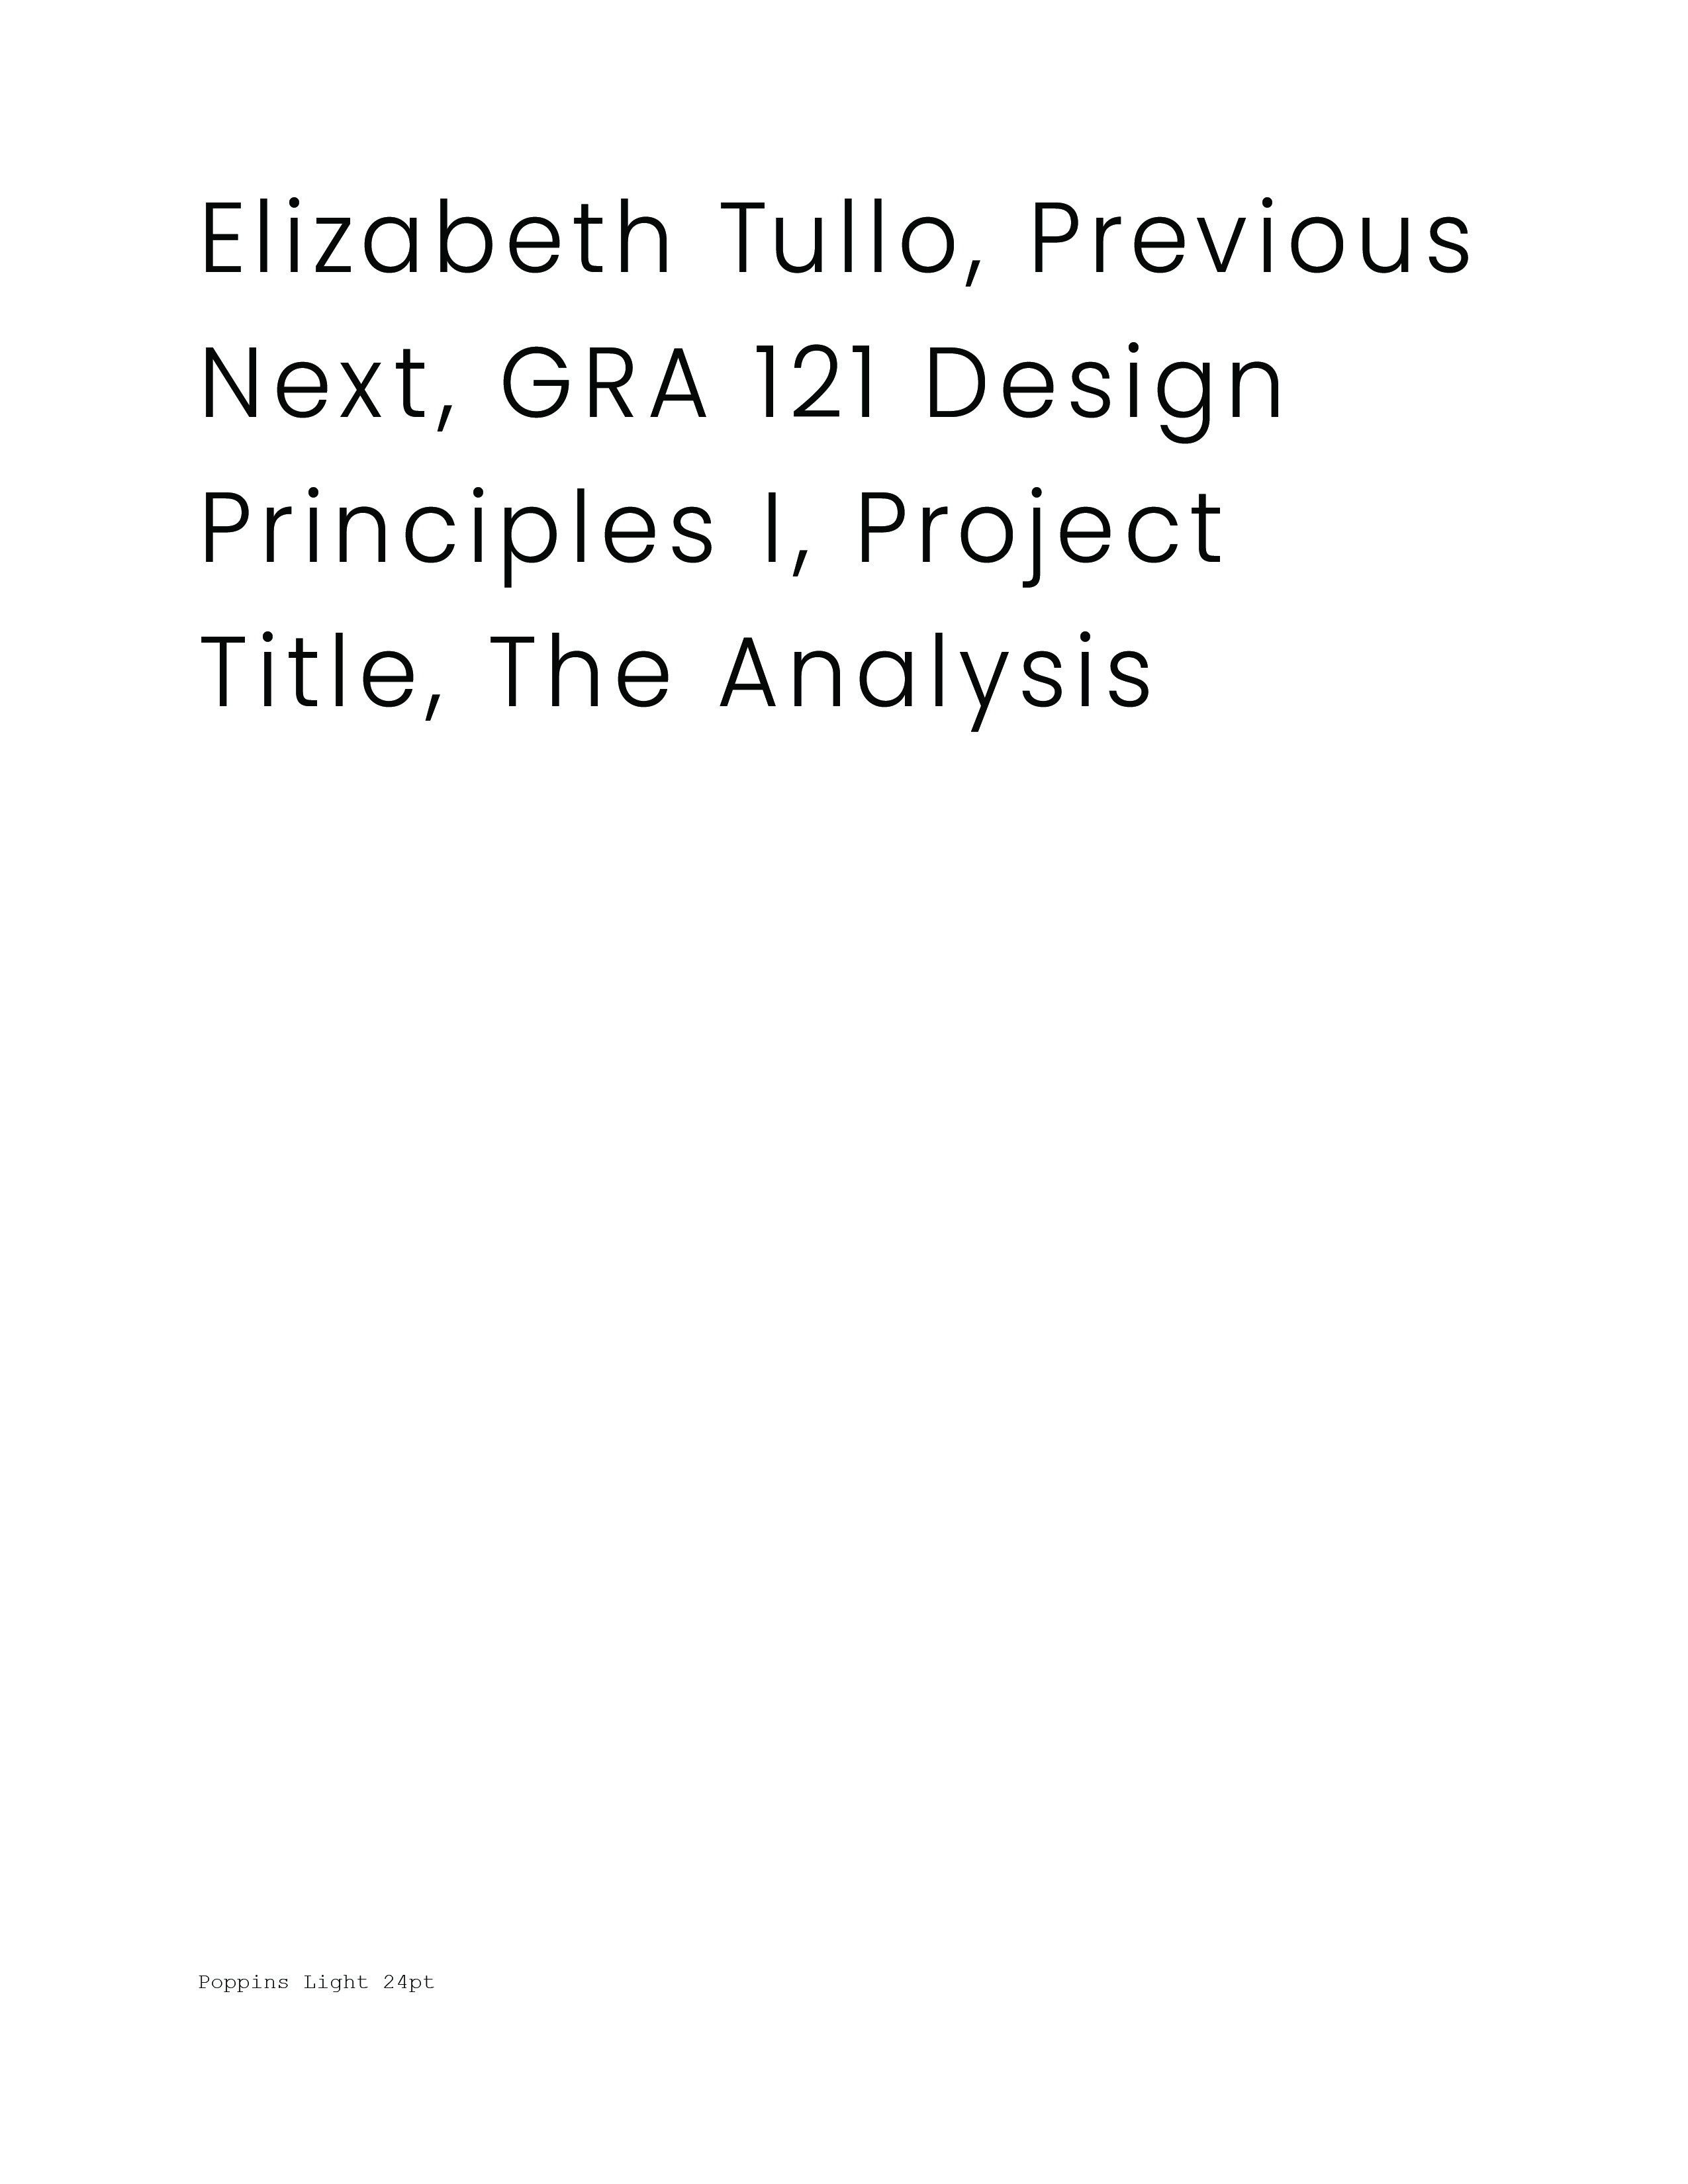 Elizabeth Tullo, Previous
Next, GRA 121 Design
Principles I, Project
Title, The Analysis
Poppins Light 24pt